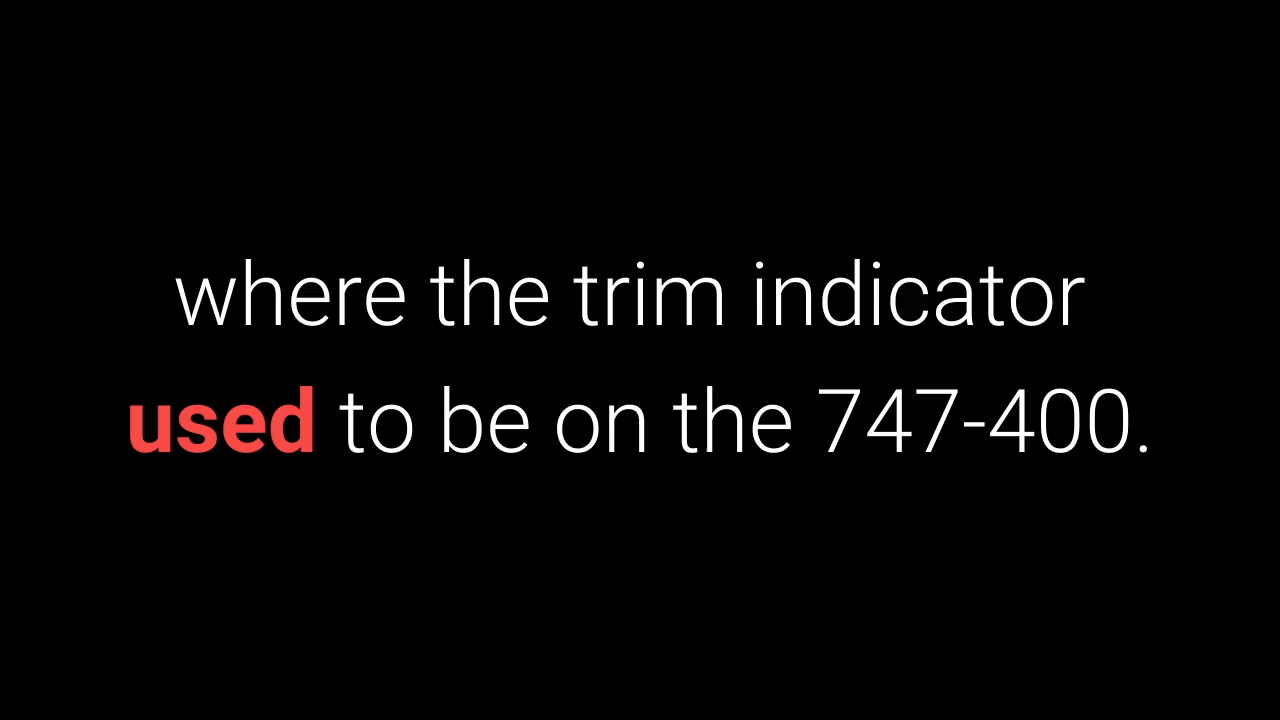 where the trim indicator
used to be on the 747-400.